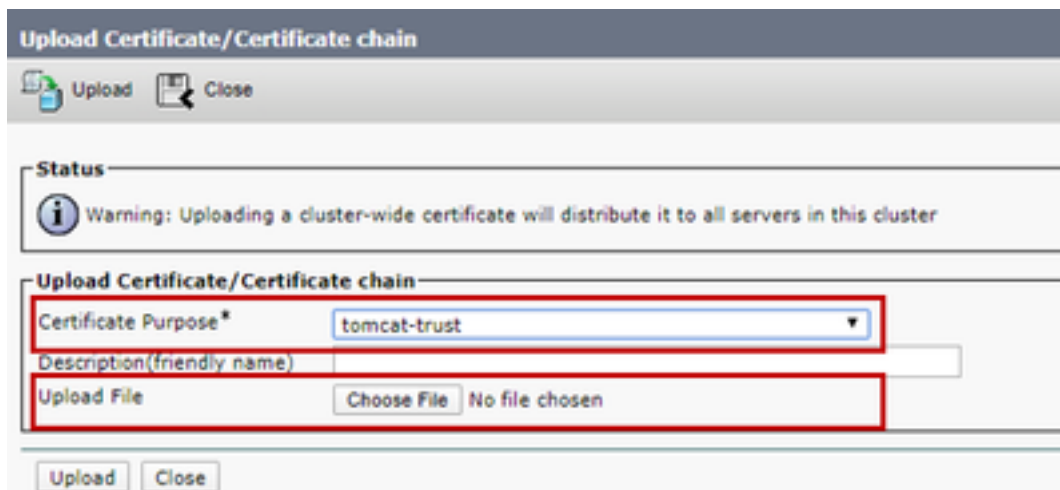 Upload Certificate/Certificate chain
Upload Close
Status
Warning: Uploading a cluster-wide certificate will distribute it to all servers in this cluster
Upload Certificate/Certificate chain
Certificate Purpose* tomcat-trust
Description(friendly name)
Upload File Choose File No file chosen
Upload Close